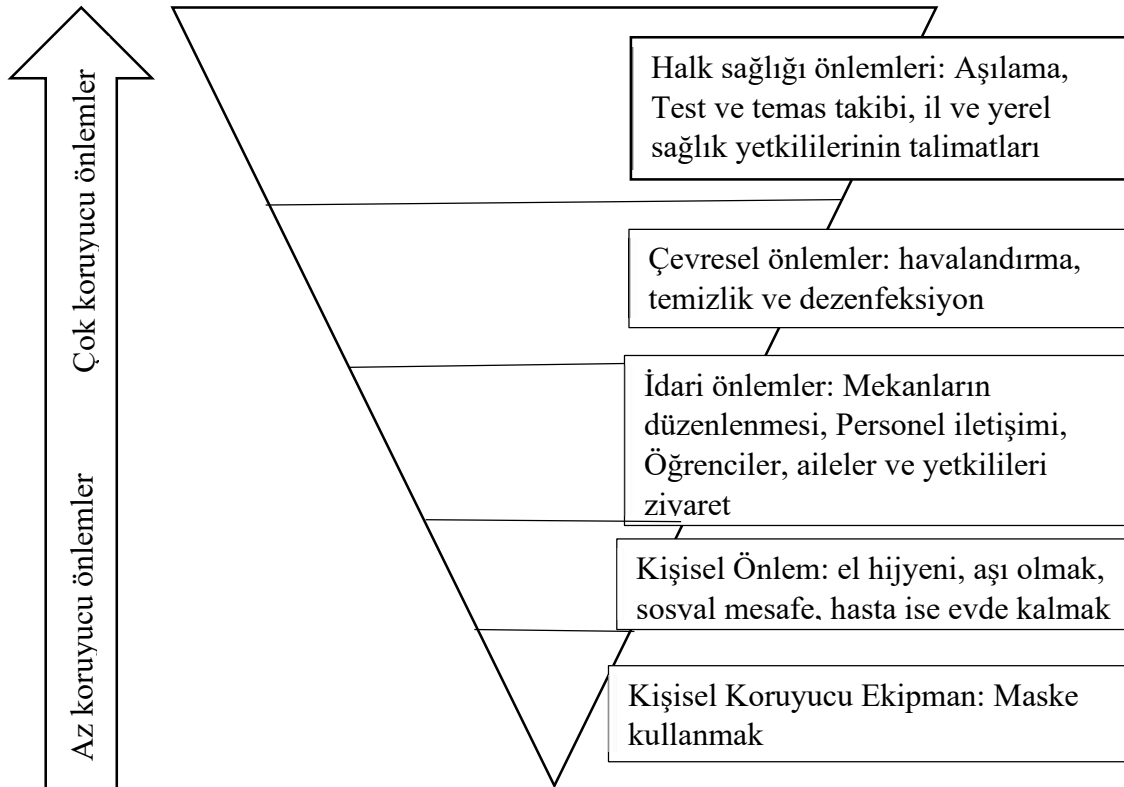 Çok koruyucu önlemler
Az koruyucu önlemler
Halk sağlığı önlemleri: Aşılama,
Test ve temas takibi, il ve yerel
sağlık yetkililerinin talimatları
Çevresel önlemler: havalandırma,
temizlik ve dezenfeksiyon
İdari önlemler: Mekanların
düzenlenmesi, Personel iletişimi,
Öğrenciler, aileler ve yetkilileri
ziyaret
Kişisel Önlem: el hijyeni, aşı olmak,
sosyal mesafe, hasta ise evde kalmak
Kişisel Koruyucu Ekipman: Maske
kullanmak